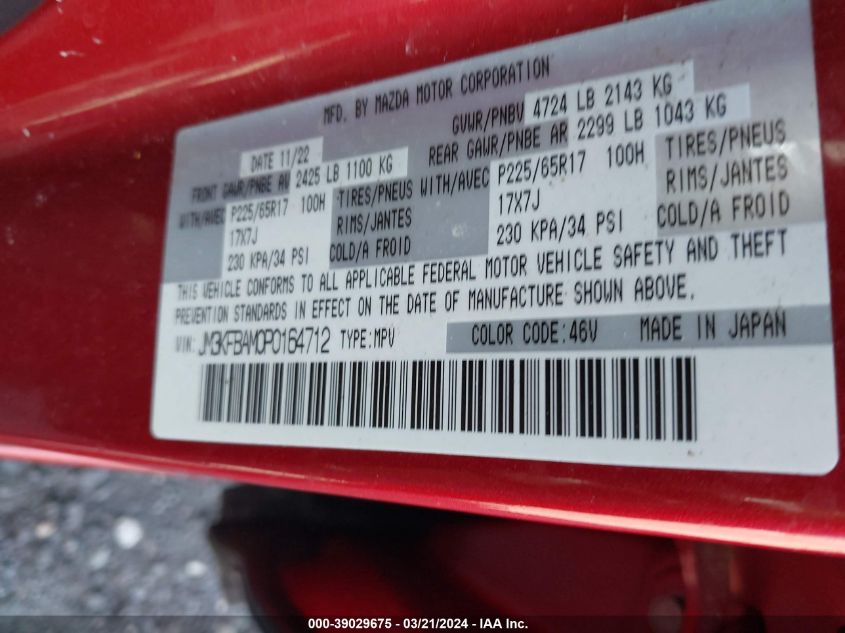 MFD. BY MAZDA MOTOR CORPORATION
DATE 11/22 GVWR/PNBV 4724 LB 2143 KG
FRONT GAWR/PNBE AV 2425 LB 1100 KG REAR GAWR/PNBE AR 2299 LB 1043 KG
WITH/AVEC P225/65R17 100H TIRES/PNEUS WITH/AVEC P225/65R17 100H TIRES/PNEUS
17X7J RIMS/JANTES 17X7J RIMS/JANTES
230 KPA/34 PSI COLD/A FROID 230 KPA/34 PSI COLD/A FROID
THIS VEHICLE CONFORMS TO ALL APPLICABLE FEDERAL MOTOR VEHICLE SAFETY AND THEFT
PREVENTION STANDARDS IN EFFECT ON THE DATE OF MANUFACTURE SHOWN ABOVE.
VIN: JM3KFBAM0P0164712 TYPE:MPV COLOR CODE:46V MADE IN JAPAN
000-39029675 - 03/21/2024 - IAA Inc.